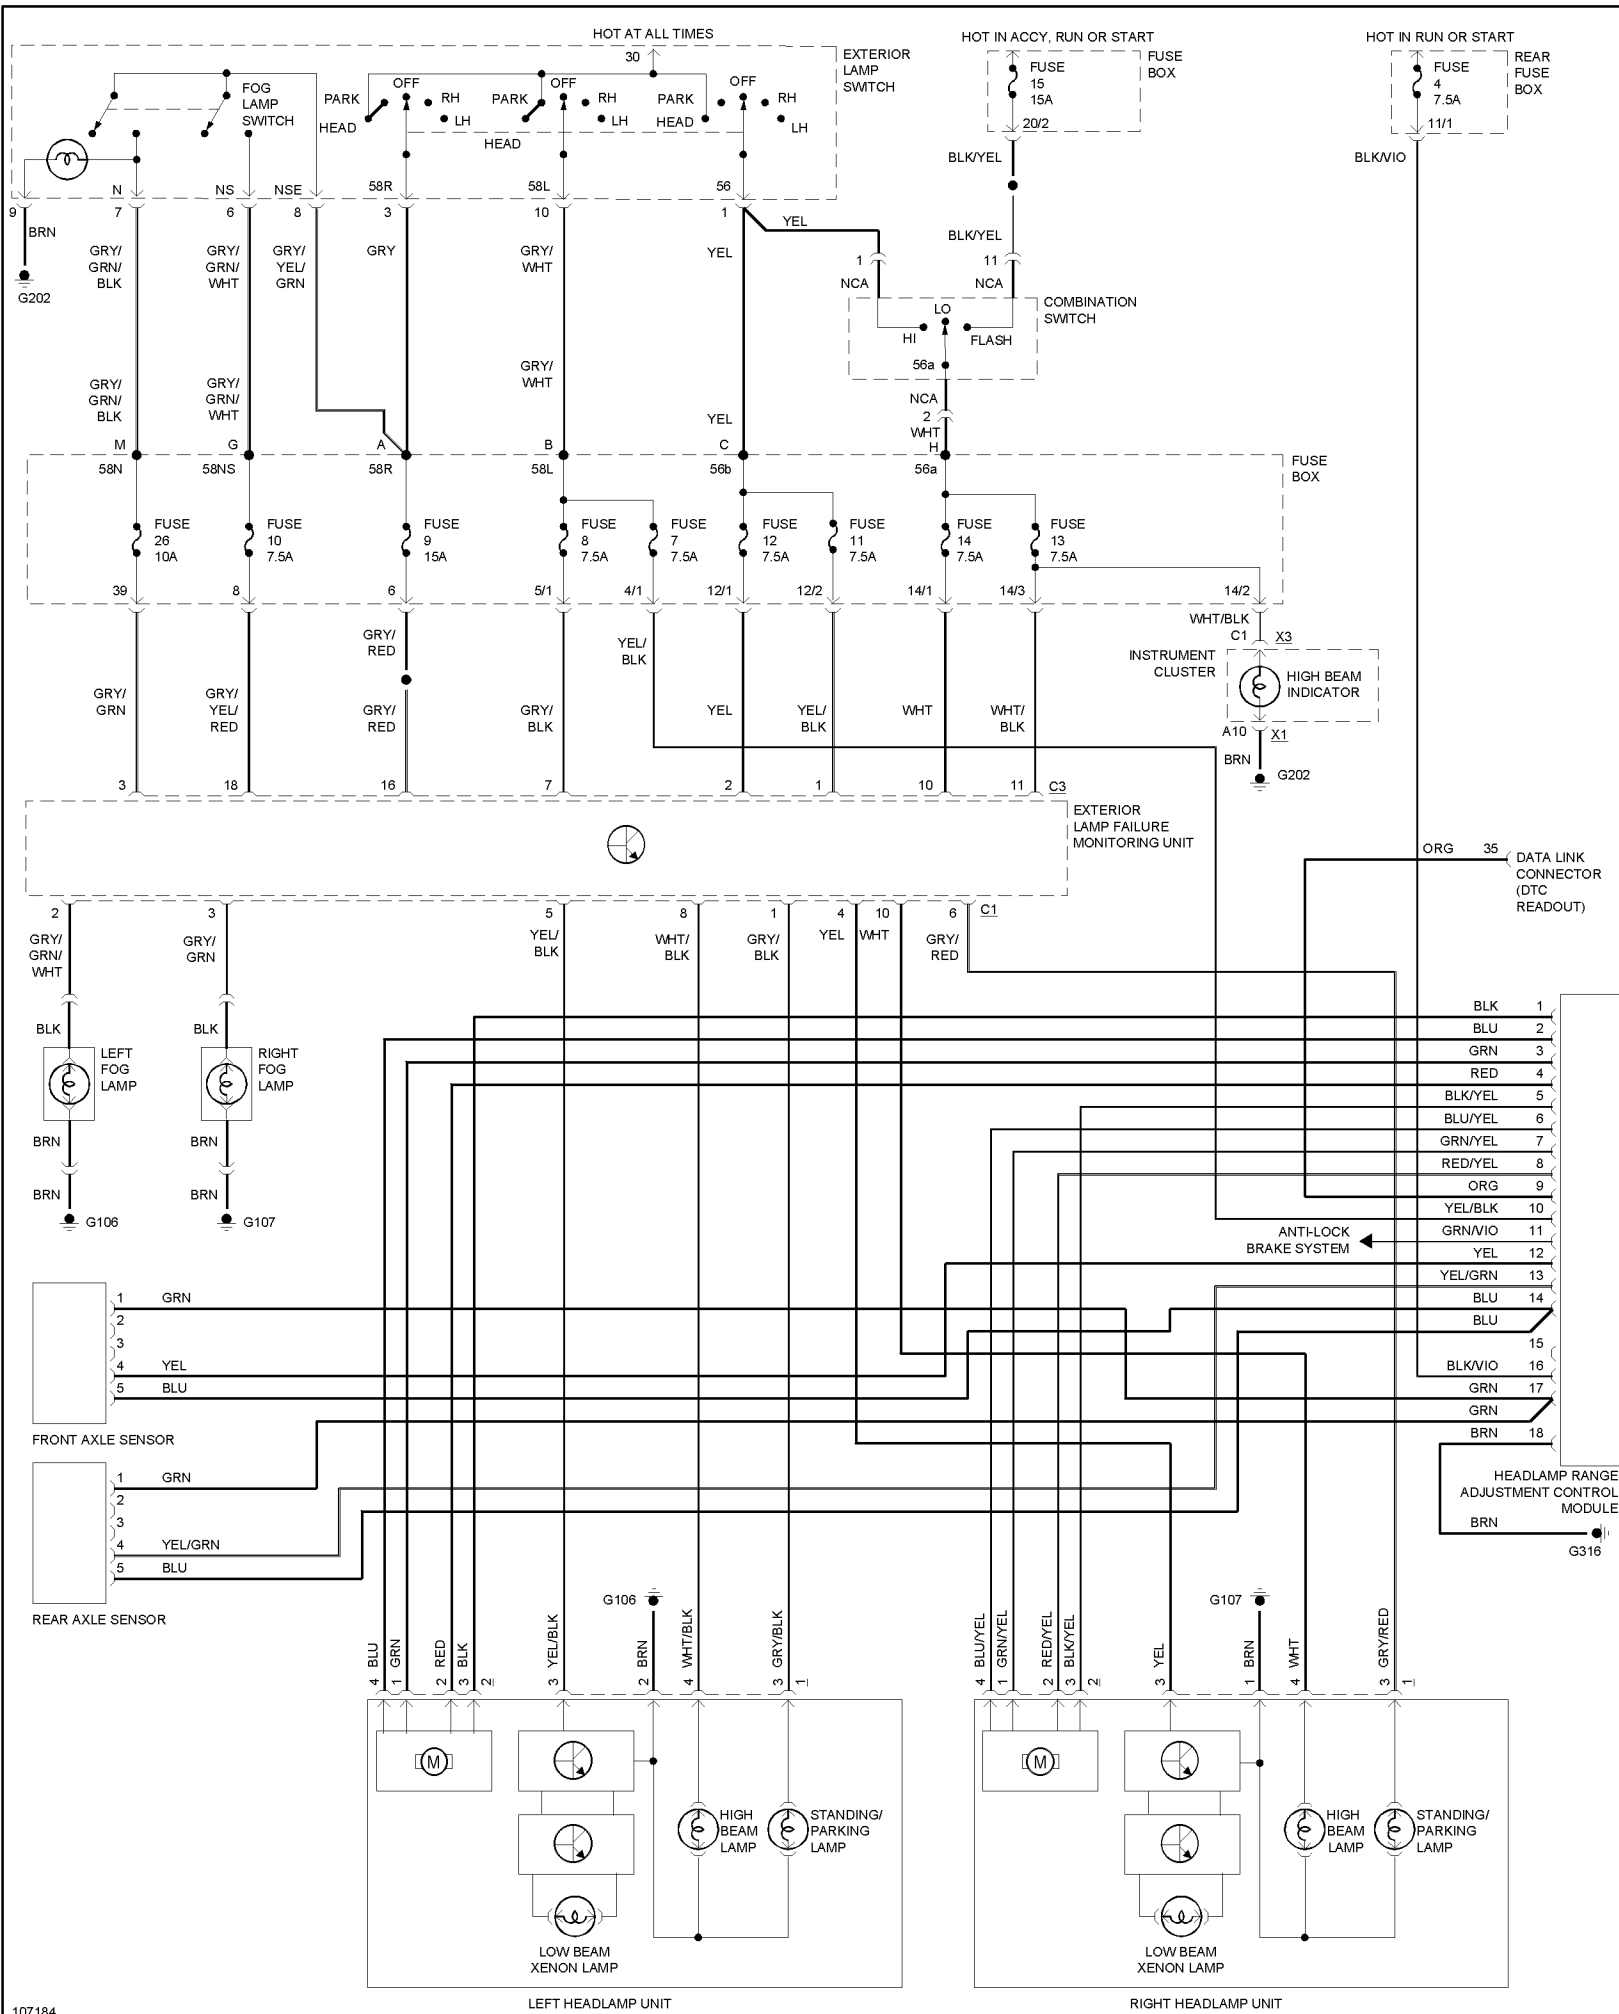 HOT AT ALL TIMES
HOT IN ACCY, RUN OR START
HOT IN RUN OR START
30
EXTERIOR
LAMP
SWITCH
FUSE
15
15A
FUSE
BOX
FUSE
4
7.5A
REAR
FUSE
BOX
FOG
LAMP
SWITCH
OFF
PARK
RH
HEAD
LH
OFF
PARK
RH
LH
HEAD
OFF
PARK
RH
HEAD
LH
20/2
11/1
BLK/YEL
BLK/VIO
N
NS
NSE
58R
58L
56
9
7
6
8
3
10
1
YEL
BRN
BLK/YEL
GRY/
GRN/
BLK
GRY/
GRN/
WHT
GRY/
YEL/
GRN
GRY
GRY/
WHT
YEL
1
11
NCA
NCA
G202
COMBINATION
SWITCH
LO
HI
FLASH
56a
GRY/
GRN/
BLK
GRY/
GRN/
WHT
GRY/
WHT
YEL
NCA
2
WHT
M
G
A
B
C
H
58N
58NS
58R
58L
56b
56a
FUSE
BOX
FUSE
26
10A
FUSE
10
7.5A
FUSE
9
15A
FUSE
8
7.5A
FUSE
7
7.5A
FUSE
12
7.5A
FUSE
11
7.5A
FUSE
14
7.5A
FUSE
13
7.5A
39
8
6
5/1
4/1
12/1
12/2
14/1
14/3
14/2
GRY/
RED
YEL/
BLK
WHT/BLK
C1
X3
INSTRUMENT
CLUSTER
HIGH BEAM
INDICATOR
GRY/
GRN
GRY/
YEL/
RED
GRY/
RED
GRY/
BLK
YEL
YEL/
BLK
WHT
WHT/
BLK
A10
X1
BRN
G202
3
18
16
7
2
1
10
11
C3
EXTERIOR
LAMP FAILURE
MONITORING UNIT
ORG
35
DATA LINK
CONNECTOR
(DTC
READOUT)
2
3
5
8
1
4
10
6
C1
GRY/
GRN/
WHT
GRY/
GRN
YEL/
BLK
WHT/
BLK
GRY/
BLK
YEL
WHT
GRY/
RED
BLK
BLK
LEFT
FOG
LAMP
RIGHT
FOG
LAMP
BRN
BRN
BRN
BRN
G106
G107
BLK 1
BLU 2
GRN 3
RED 4
BLK/YEL 5
BLU/YEL 6
GRN/YEL 7
RED/YEL 8
ORG 9
YEL/BLK 10
GRN/VIO 11
ANTI-LOCK
BRAKE SYSTEM
YEL 12
YEL/GRN 13
BLU 14
BLU
15
BLK/VIO 16
GRN 17
GRN
BRN 18
HEADLAMP RANGE
ADJUSTMENT CONTROL
MODULE
BRN
G316
1 GRN
2
3
4 YEL
5 BLU
FRONT AXLE SENSOR
1 GRN
2
3
4 YEL/GRN
5 BLU
REAR AXLE SENSOR
G106
G107
BLU
GRN
RED
BLK
YEL/BLK
BRN
WHT/BLK
GRY/BLK
BLU/YEL
GRN/YEL
RED/YEL
BLK/YEL
YEL
BRN
WHT
GRY/RED
4
1
2
3
2
3
2
4
3
1
4
1
2
3
2
3
1
4
3
1
M
HIGH
BEAM
LAMP
STANDING/
PARKING
LAMP
LOW BEAM
XENON LAMP
M
HIGH
BEAM
LAMP
STANDING/
PARKING
LAMP
LOW BEAM
XENON LAMP
LEFT HEADLAMP UNIT
RIGHT HEADLAMP UNIT
107184